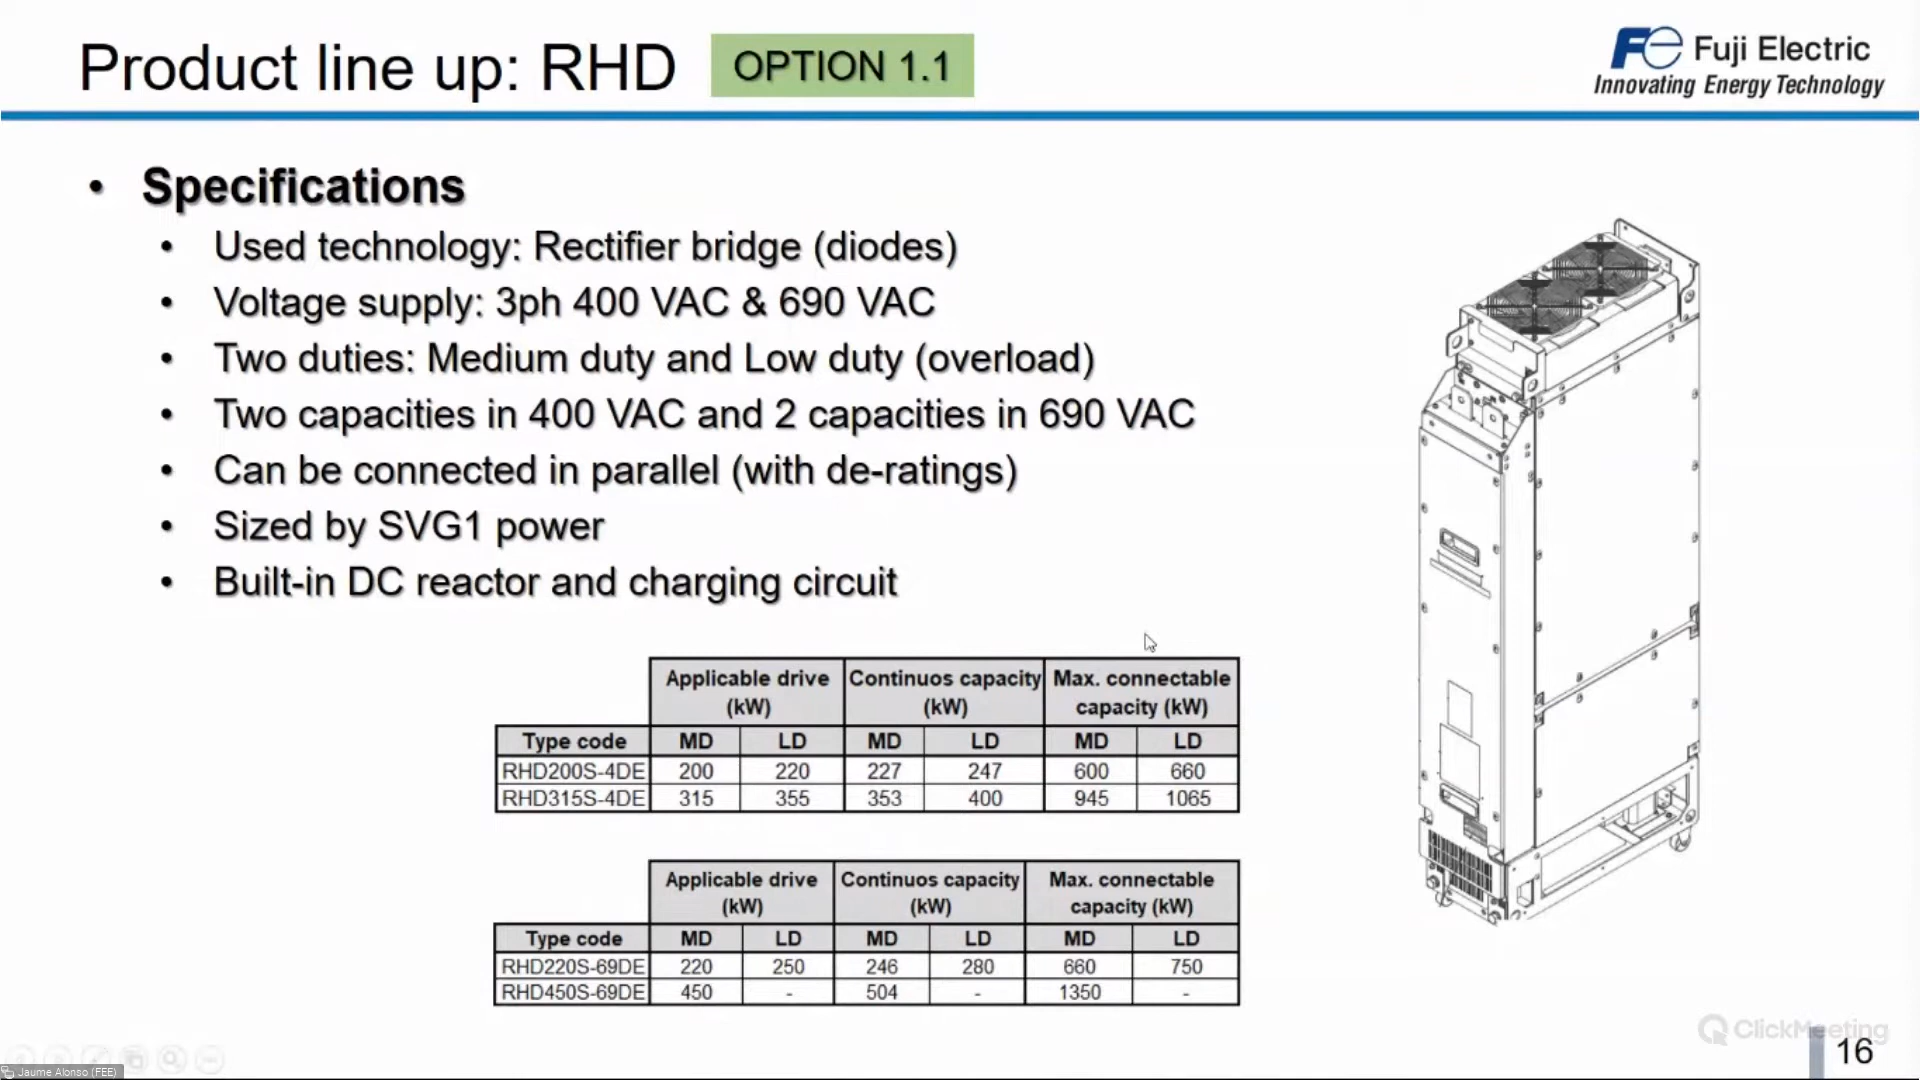 Product line up: RHD
OPTION 1.1
Fuji Electric
Innovating Energy Technology
• Specifications
• Used technology: Rectifier bridge (diodes)
• Voltage supply: 3ph 400 VAC & 690 VAC
• Two duties: Medium duty and Low duty (overload)
• Two capacities in 400 VAC and 2 capacities in 690 VAC
• Can be connected in parallel (with de-ratings)
• Sized by SVG1 power
• Built-in DC reactor and charging circuit
Applicable drive (kW) Continuos capacity (kW) Max. connectable capacity (kW)
Type code MD LD MD LD MD LD
RHD200S-4DE 200 220 227 247 600 660
RHD315S-4DE 315 355 353 400 945 1065
Applicable drive (kW) Continuos capacity (kW) Max. connectable capacity (kW)
Type code MD LD MD LD MD LD
RHD220S-69DE 220 250 246 280 660 750
RHD450S-69DE 450 - 504 - 1350 -
ClickMeeting
16
Jaume Alonso (FEE)